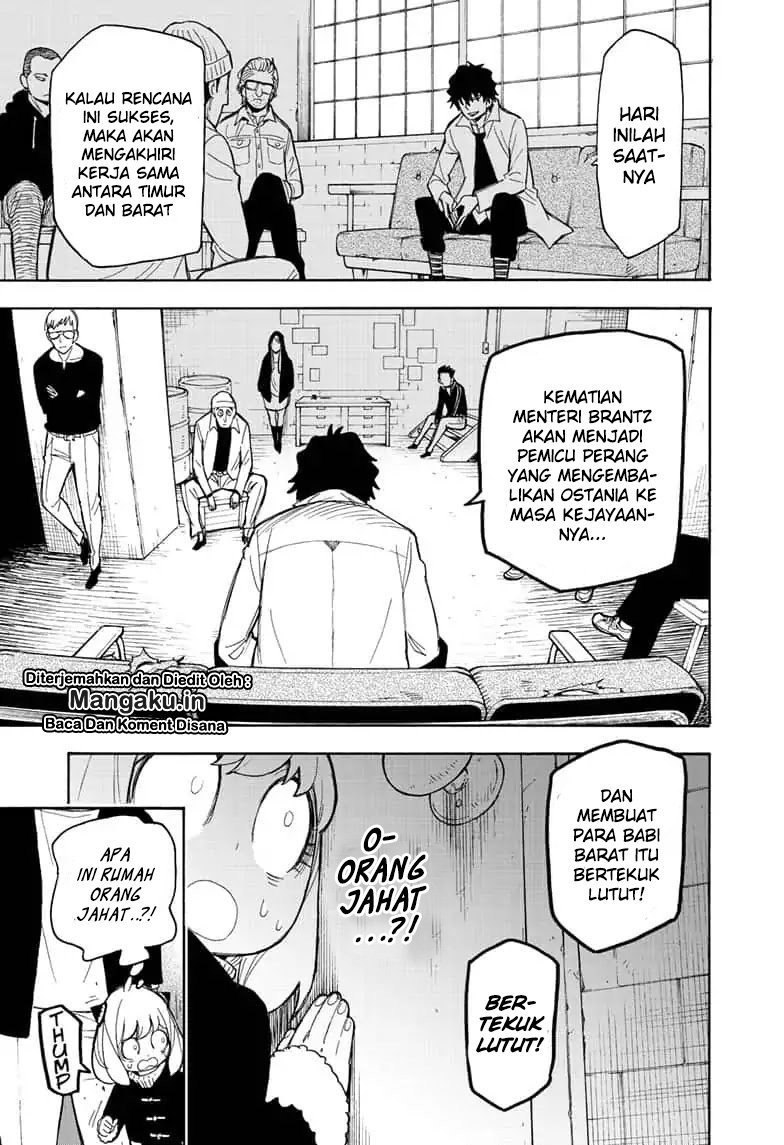 HARI
INILAH
SAAT-
NYA
KALAU RENCANA
INI SUKSES,
MAKA AKAN
MENGAKHIRI
KERJA SAMA
ANTARA TIMUR
DAN BARAT
KEMATIAN
MENTERI BRANTZ
AKAN MENJADI
PEMICU PERANG
YANG MENGEMBA-
LIKAN OSTANIA KE
MASA KEJAYAAN-
NYA...
Diterjemahkan dan Diedit Oleh:
Mangaku.in
Baca Dan Koment Disana
DAN
MEMBUAT
PARA BABI
BARAT ITU
BERTEKUK
LUTUT!
O-
ORANG
JAHAT
...?!
BER-
TEKUK
LUTUT!
APA
INI RUMAH
ORANG
JAHAT..?!
THUMP